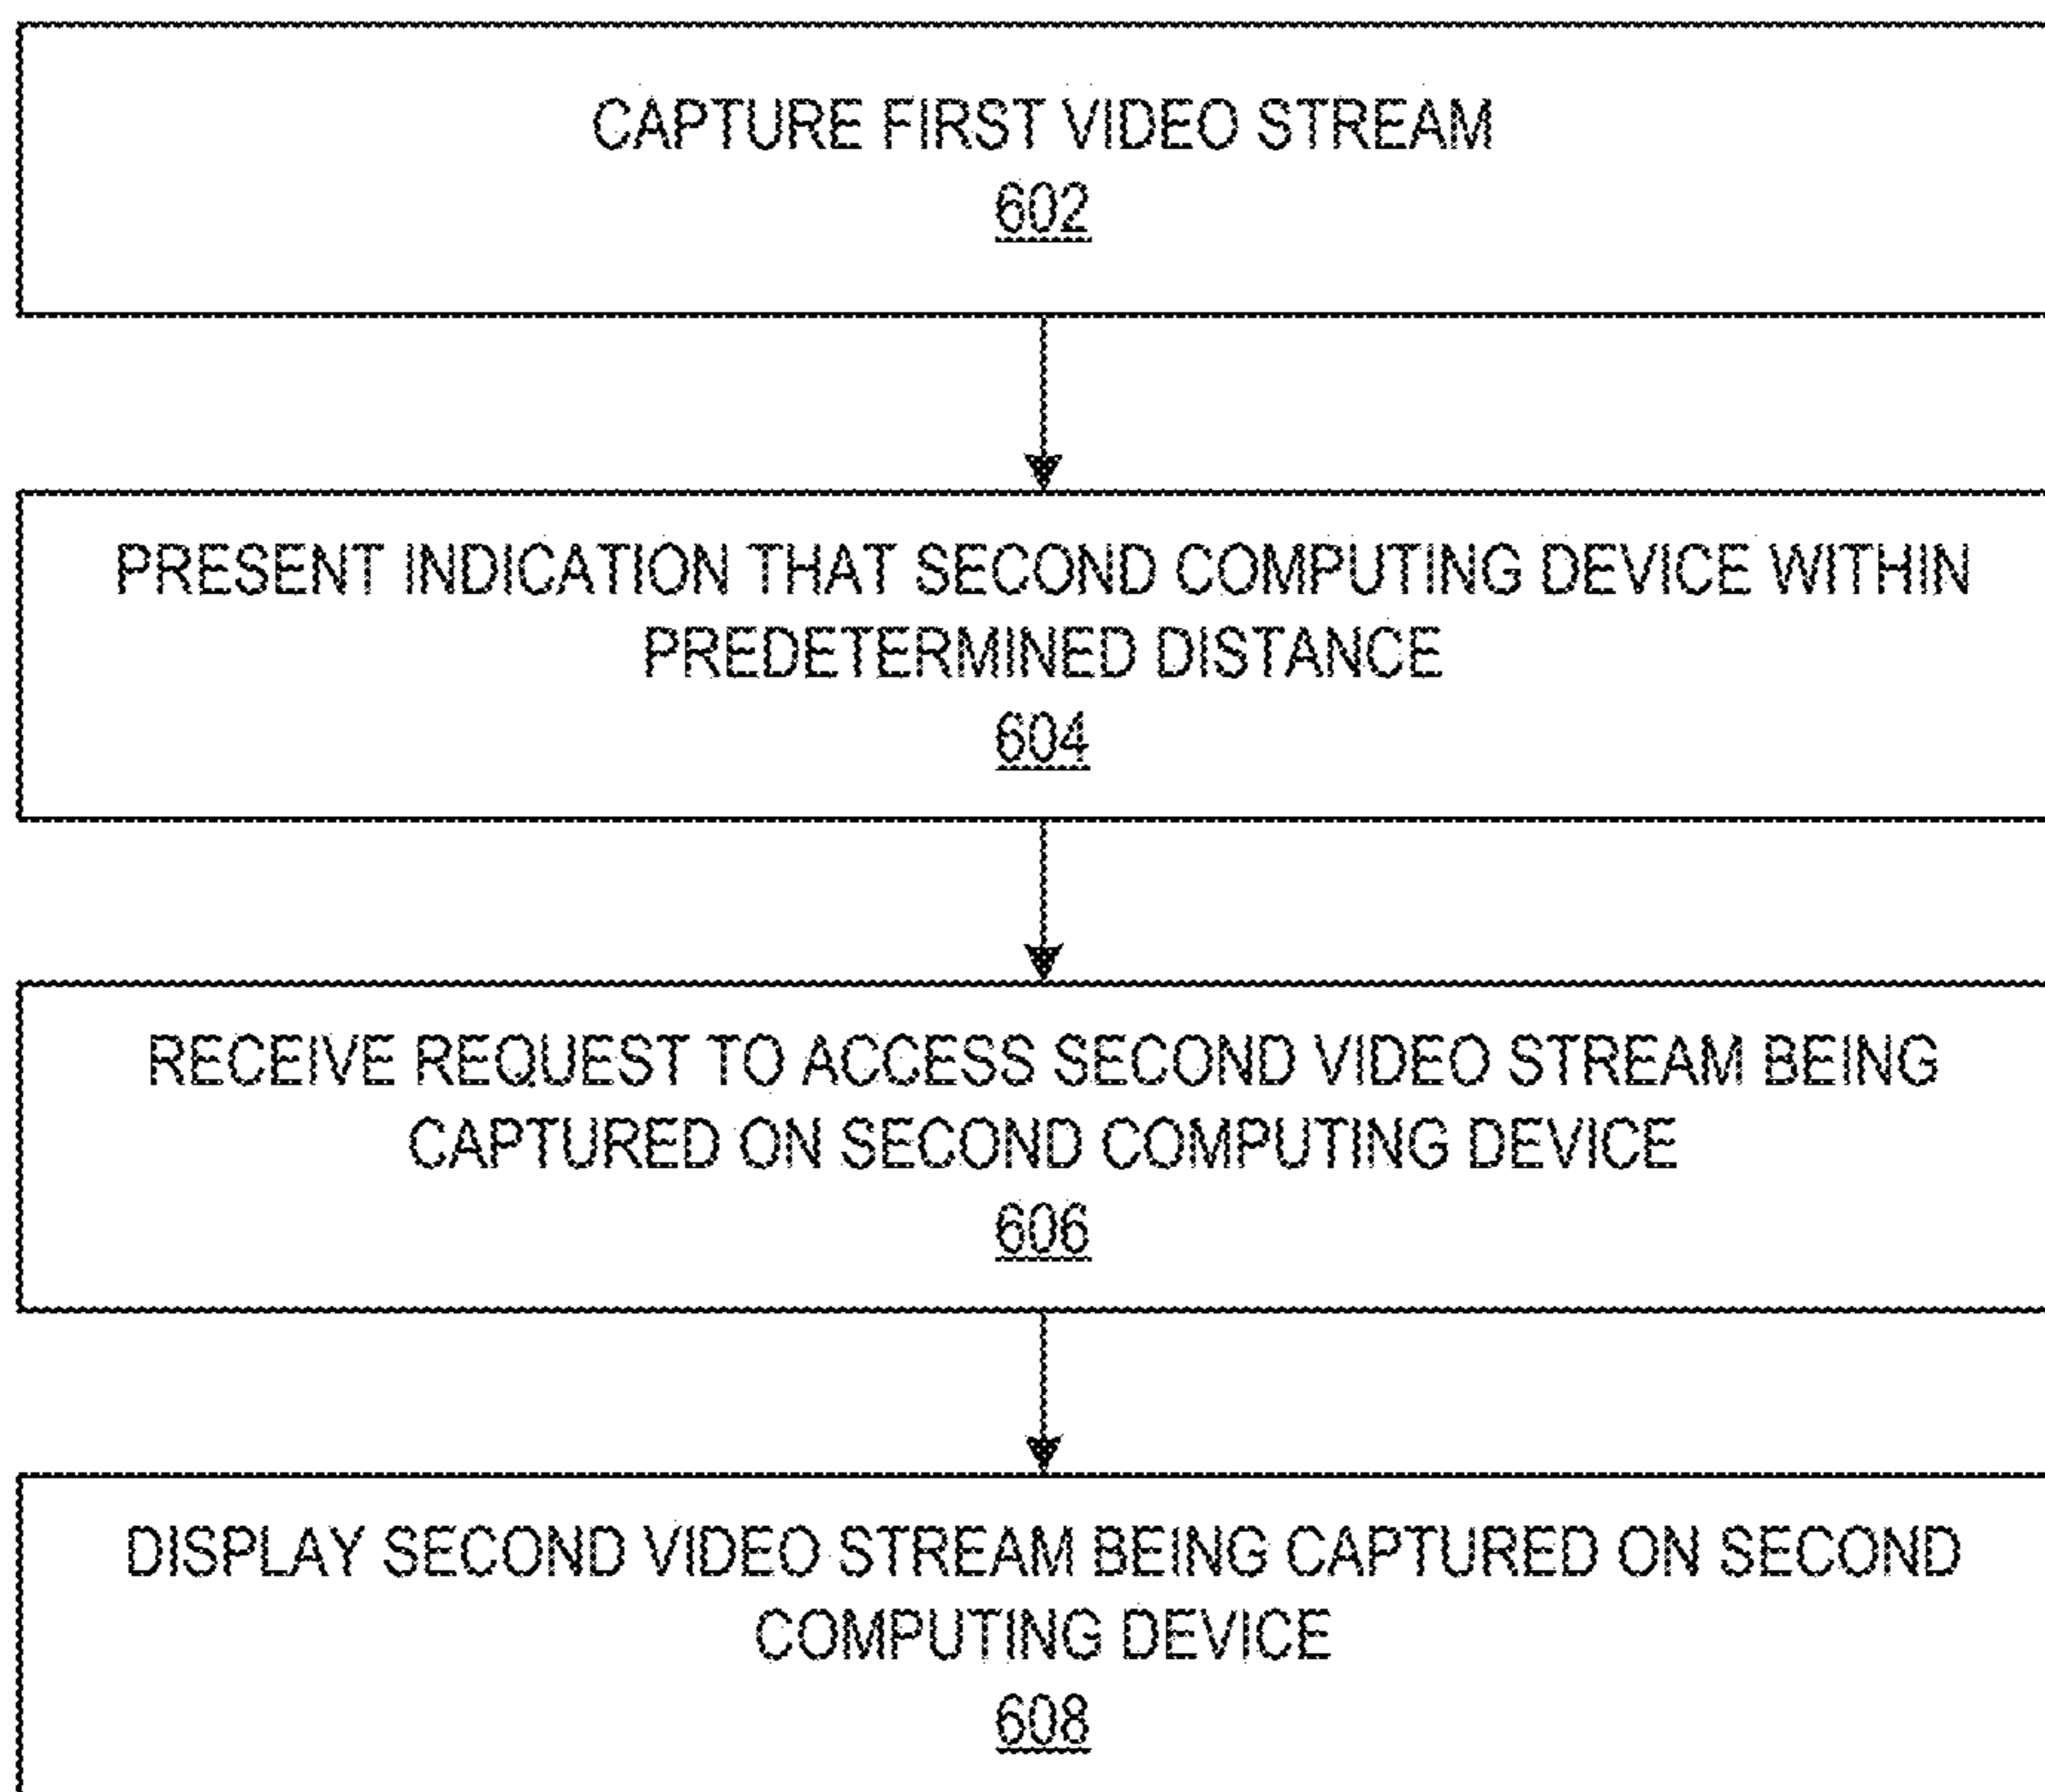 CAPTURE FIRST VIDEO STREAM
602
PRESENT INDICATION THAT SECOND COMPUTING DEVICE WITHIN
PREDETERMINED DISTANCE
604
RECEIVE REQUEST TO ACCESS SECOND VIDEO STREAM BEING
CAPTURED ON SECOND COMPUTING DEVICE
606
DISPLAY SECOND VIDEO STREAM BEING CAPTURED ON SECOND
COMPUTING DEVICE
608